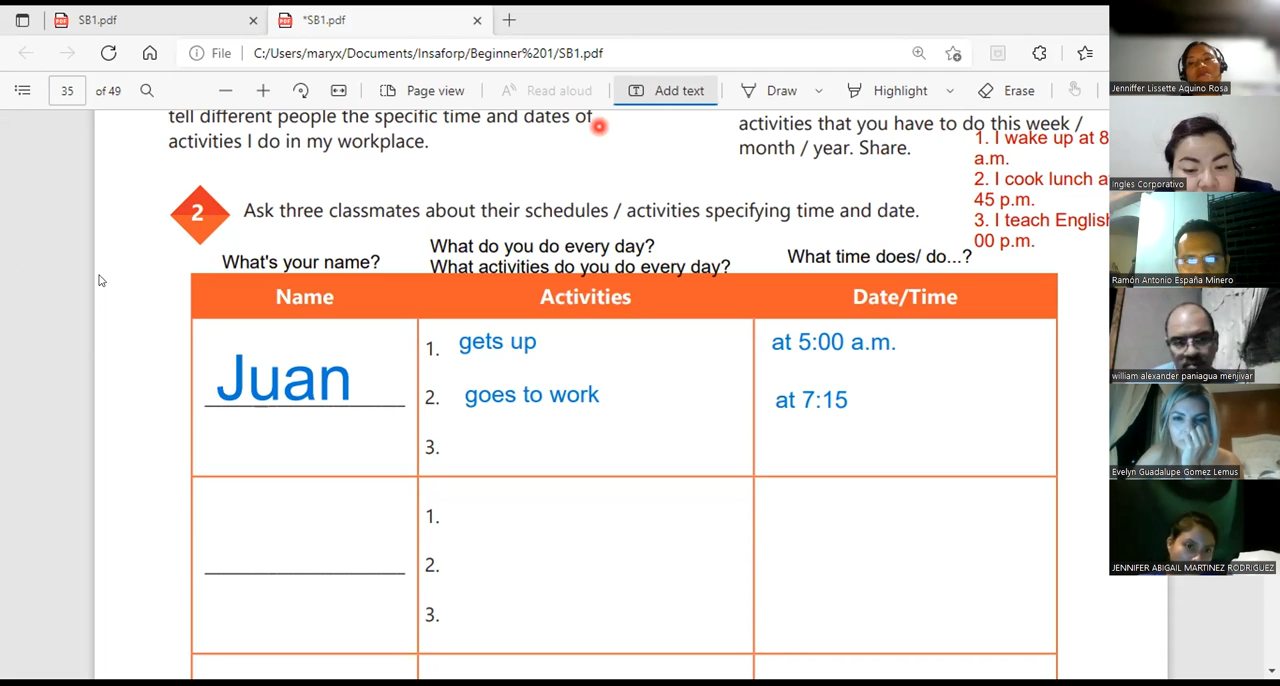 SB1.pdf
*SB1.pdf
File
C:/Users/maryx/Documents/Insaforp/Beginner%201/SB1.pdf
35
of 49
Page view
Read aloud
Add text
Draw
Highlight
Erase
tell different people the specific time and dates of
activities I do in my workplace.
activities that you have to do this week /
month / year. Share.
1. I wake up at 8
a.m.
2. I cook lunch a
45 p.m.
3. I teach English
00 p.m.
2
Ask three classmates about their schedules / activities specifying time and date.
What's your name?
What do you do every day?
What activities do you do every day?
What time does/ do...?
Name
Activities
Date/Time
Juan
1. gets up
at 5:00 a.m.
2. goes to work
at 7:15
3.
1.
2.
3.
Jenniffer Lissette Aquino Rosa
Ingles Corporativo
Ramón Antonio España Minero
william alexander paniagua menjivar
Evelyn Guadalupe Gomez Lemus
JENNIFER ABIGAIL MARTINEZ RODRIGUEZ